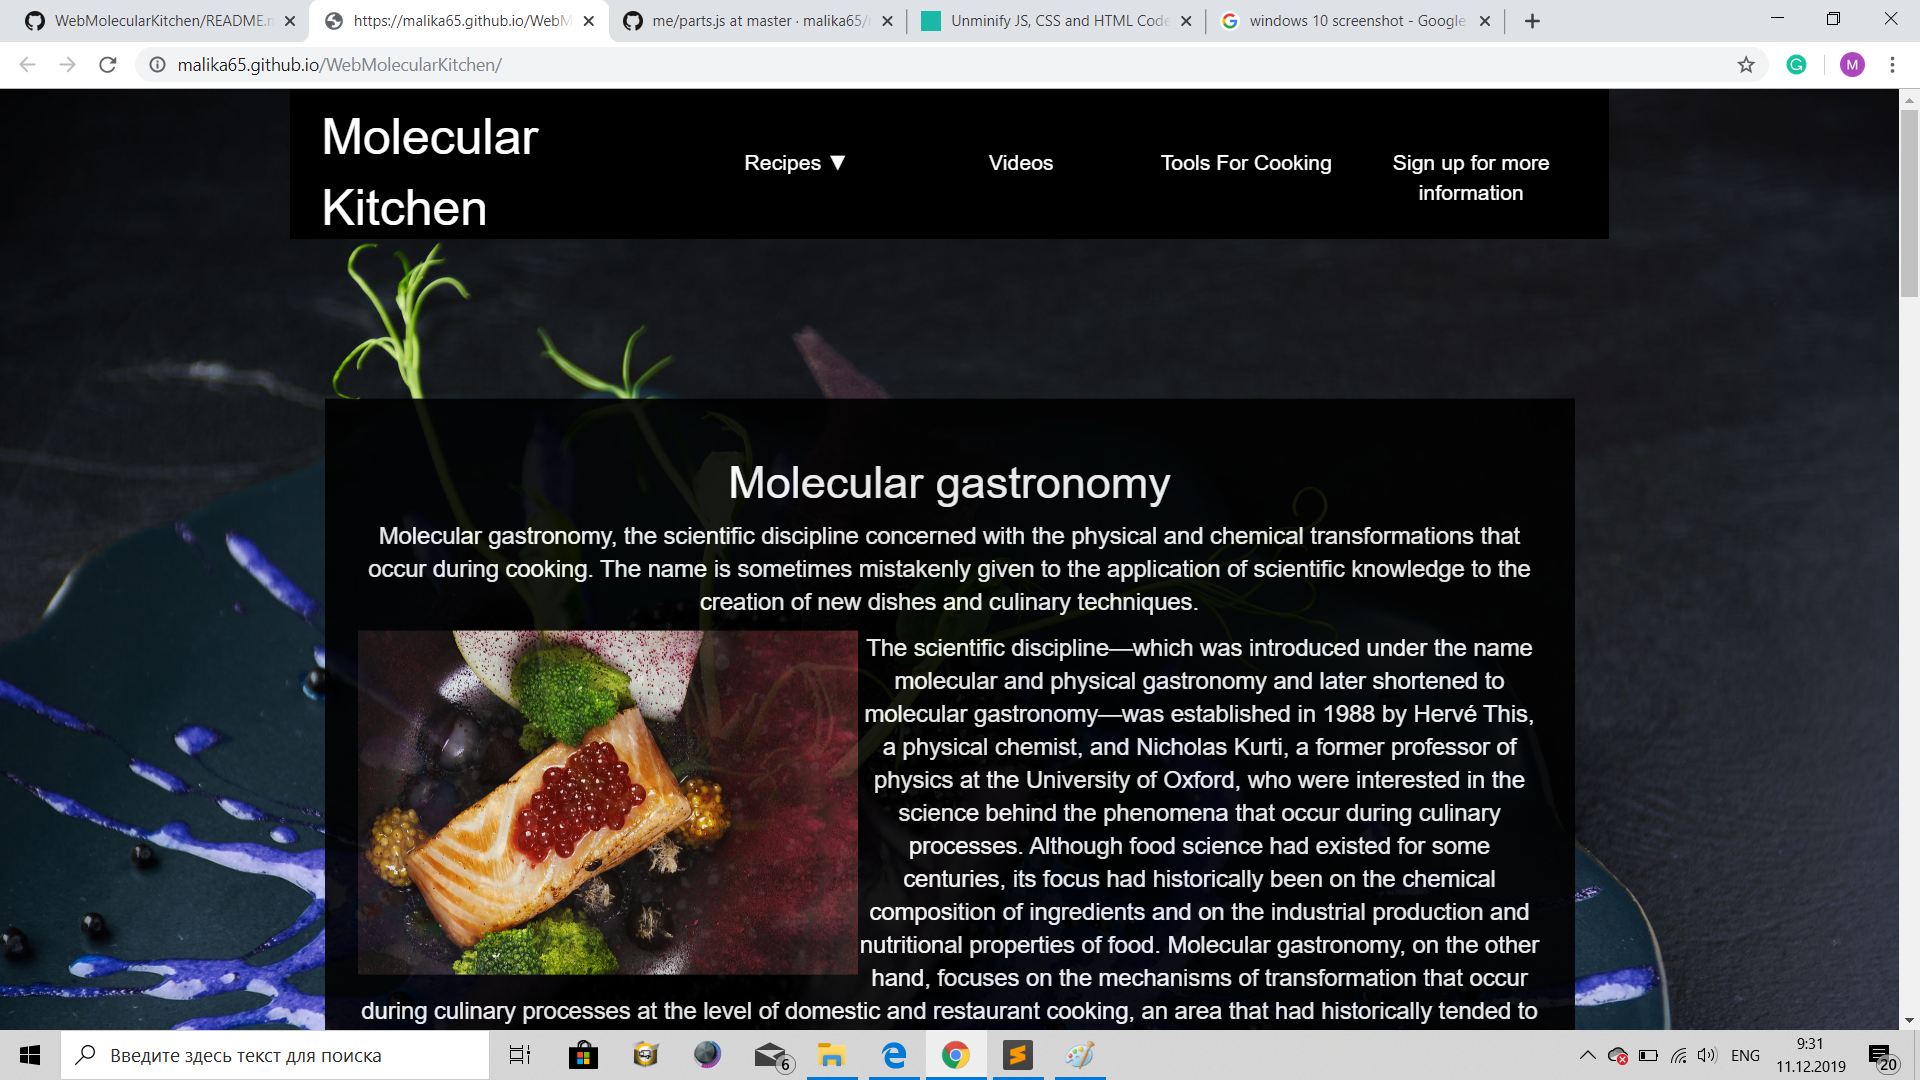 WebMolecularKitchen/README.m
https://malika65.github.io/WebM
me/parts.js at master · malika65/
Unminify JS, CSS and HTML Code
windows 10 screenshot - Google
malika65.github.io/WebMolecularKitchen/
M
Molecular
Kitchen
Recipes ▼
Videos
Tools For Cooking
Sign up for more
information
Molecular gastronomy
Molecular gastronomy, the scientific discipline concerned with the physical and chemical transformations that
occur during cooking. The name is sometimes mistakenly given to the application of scientific knowledge to the
creation of new dishes and culinary techniques.
The scientific discipline—which was introduced under the name
molecular and physical gastronomy and later shortened to
molecular gastronomy—was established in 1988 by Hervé This,
a physical chemist, and Nicholas Kurti, a former professor of
physics at the University of Oxford, who were interested in the
science behind the phenomena that occur during culinary
processes. Although food science had existed for some
centuries, its focus had historically been on the chemical
composition of ingredients and on the industrial production and
nutritional properties of food. Molecular gastronomy, on the other
hand, focuses on the mechanisms of transformation that occur
during culinary processes at the level of domestic and restaurant cooking, an area that had historically tended to
Введите здесь текст для поиска
6
ENG
9:31
11.12.2019
20